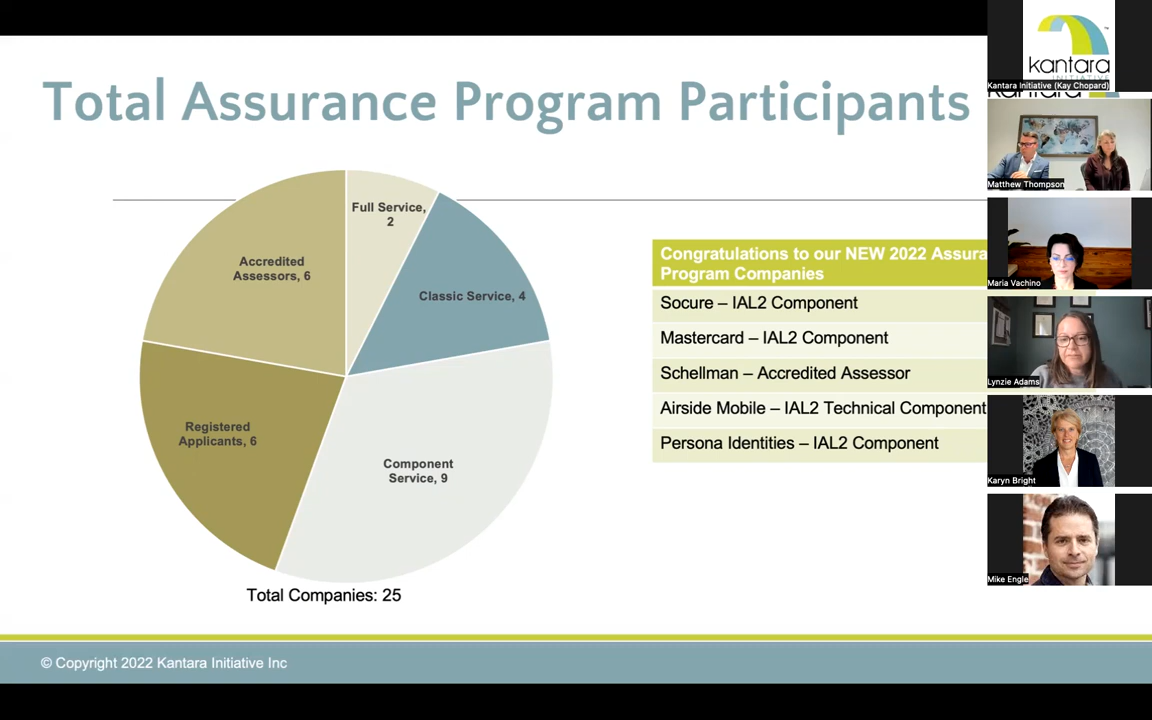 Total Assurance Program Participants
Full Service,
2
Classic Service, 4
Accredited
Assessors, 6
Registered
Applicants, 6
Component
Service, 9
Total Companies: 25
Congratulations to our NEW 2022 Assura
Program Companies
Socure – IAL2 Component
Mastercard – IAL2 Component
Schellman – Accredited Assessor
Airside Mobile – IAL2 Technical Component
Persona Identities – IAL2 Component
© Copyright 2022 Kantara Initiative Inc
kantara
INITIATIVE
Kantara Initiative (Kay Chopard)
Matthew Thompson
Maria Vachino
Lynzie Adams
Karyn Bright
Mike Engle